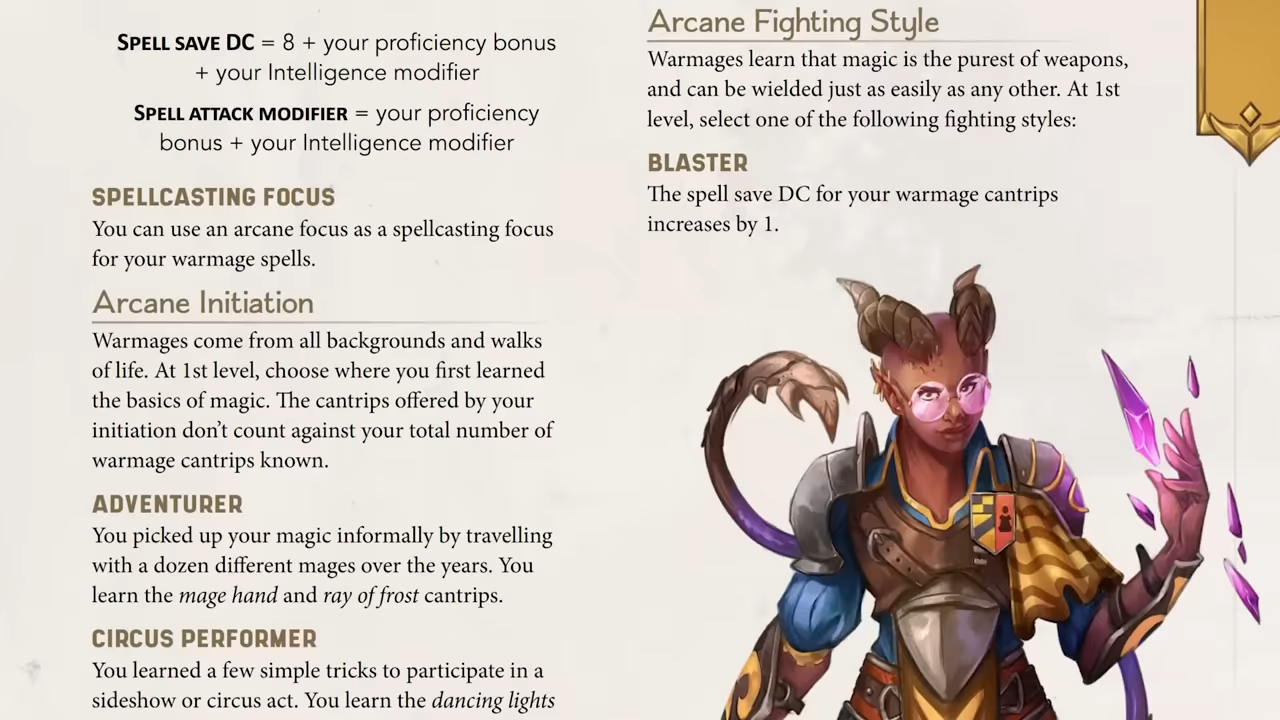 SPELL SAVE DC = 8 + your proficiency bonus
+ your Intelligence modifier
SPELL ATTACK MODIFIER = your proficiency
bonus + your Intelligence modifier
SPELLCASTING FOCUS
You can use an arcane focus as a spellcasting focus
for your warmage spells.
Arcane Initiation
Warmages come from all backgrounds and walks
of life. At 1st level, choose where you first learned
the basics of magic. The cantrips offered by your
initiation don’t count against your total number of
warmage cantrips known.
ADVENTURER
You picked up your magic informally by travelling
with a dozen different mages over the years. You
learn the mage hand and ray of frost cantrips.
CIRCUS PERFORMER
You learned a few simple tricks to participate in a
sideshow or circus act. You learn the dancing lights
Arcane Fighting Style
Warmages learn that magic is the purest of weapons,
and can be wielded just as easily as any other. At 1st
level, select one of the following fighting styles:
BLASTER
The spell save DC for your warmage cantrips
increases by 1.